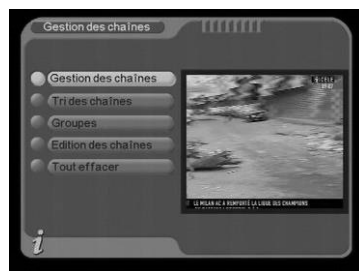 Gestion des chaînes
Gestion des chaînes
Tri des chaînes
Groupes
Edition des chaînes
Tout effacer
LE MILAN AC A REMPORTÉ LA LIGUE DES CHAMPIONS
i